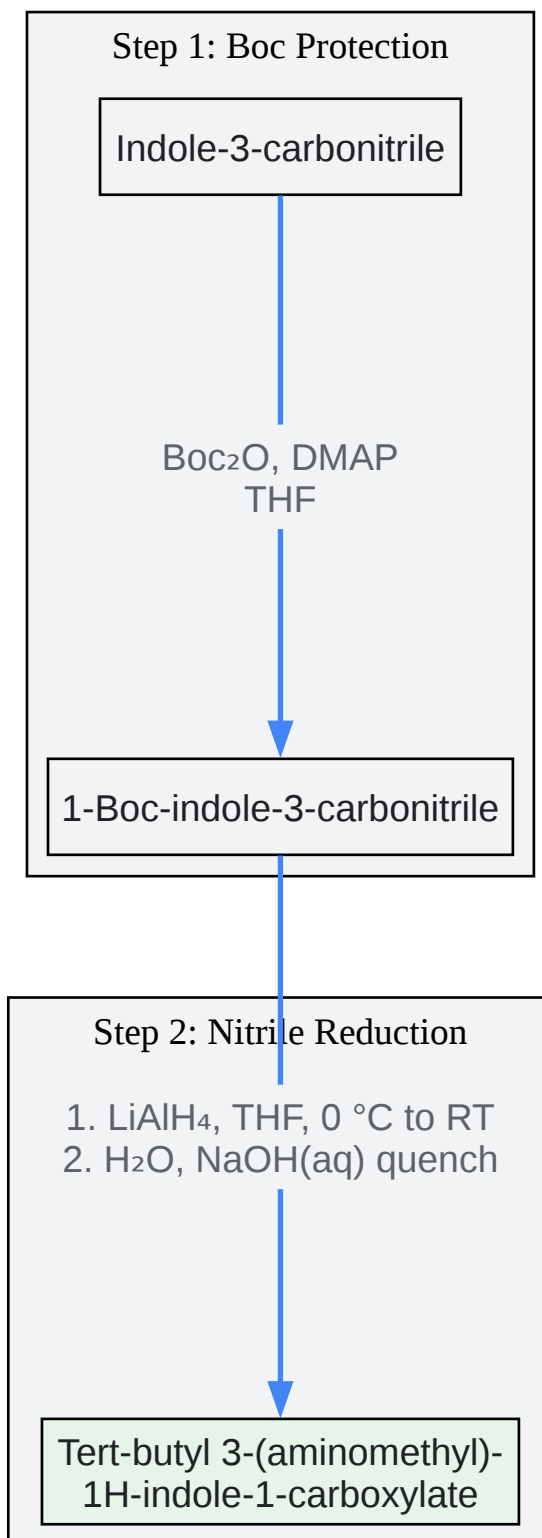 Step 1: Boc Protection
Indole-3-carbonitrile
Boc₂O, DMAP
THF
1-Boc-indole-3-carbonitrile
Step 2: Nitrile Reduction
1. LiAlH₄, THF, 0 °C to RT
2. H₂O, NaOH(aq) quench
Tert-butyl 3-(aminomethyl)-
1H-indole-1-carboxylate